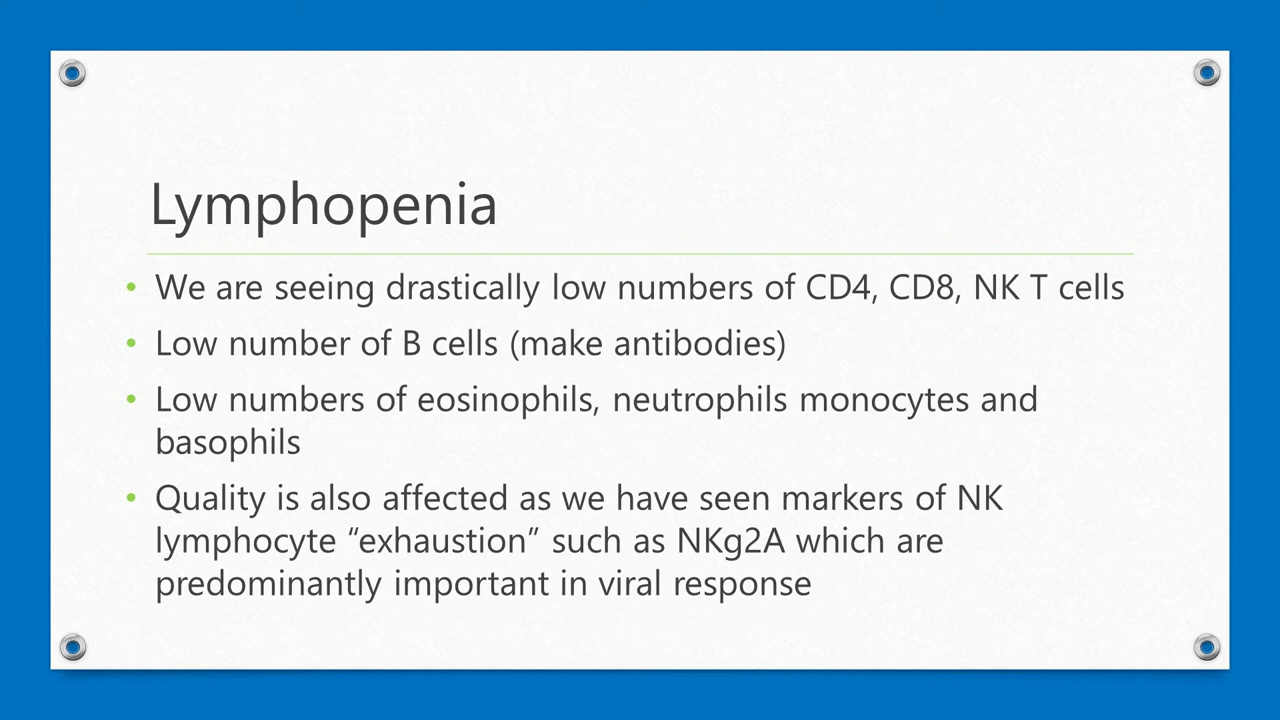 Lymphopenia
• We are seeing drastically low numbers of CD4, CD8, NK T cells
• Low number of B cells (make antibodies)
• Low numbers of eosinophils, neutrophils monocytes and
basophils
• Quality is also affected as we have seen markers of NK
lymphocyte “exhaustion” such as NKg2A which are
predominantly important in viral response